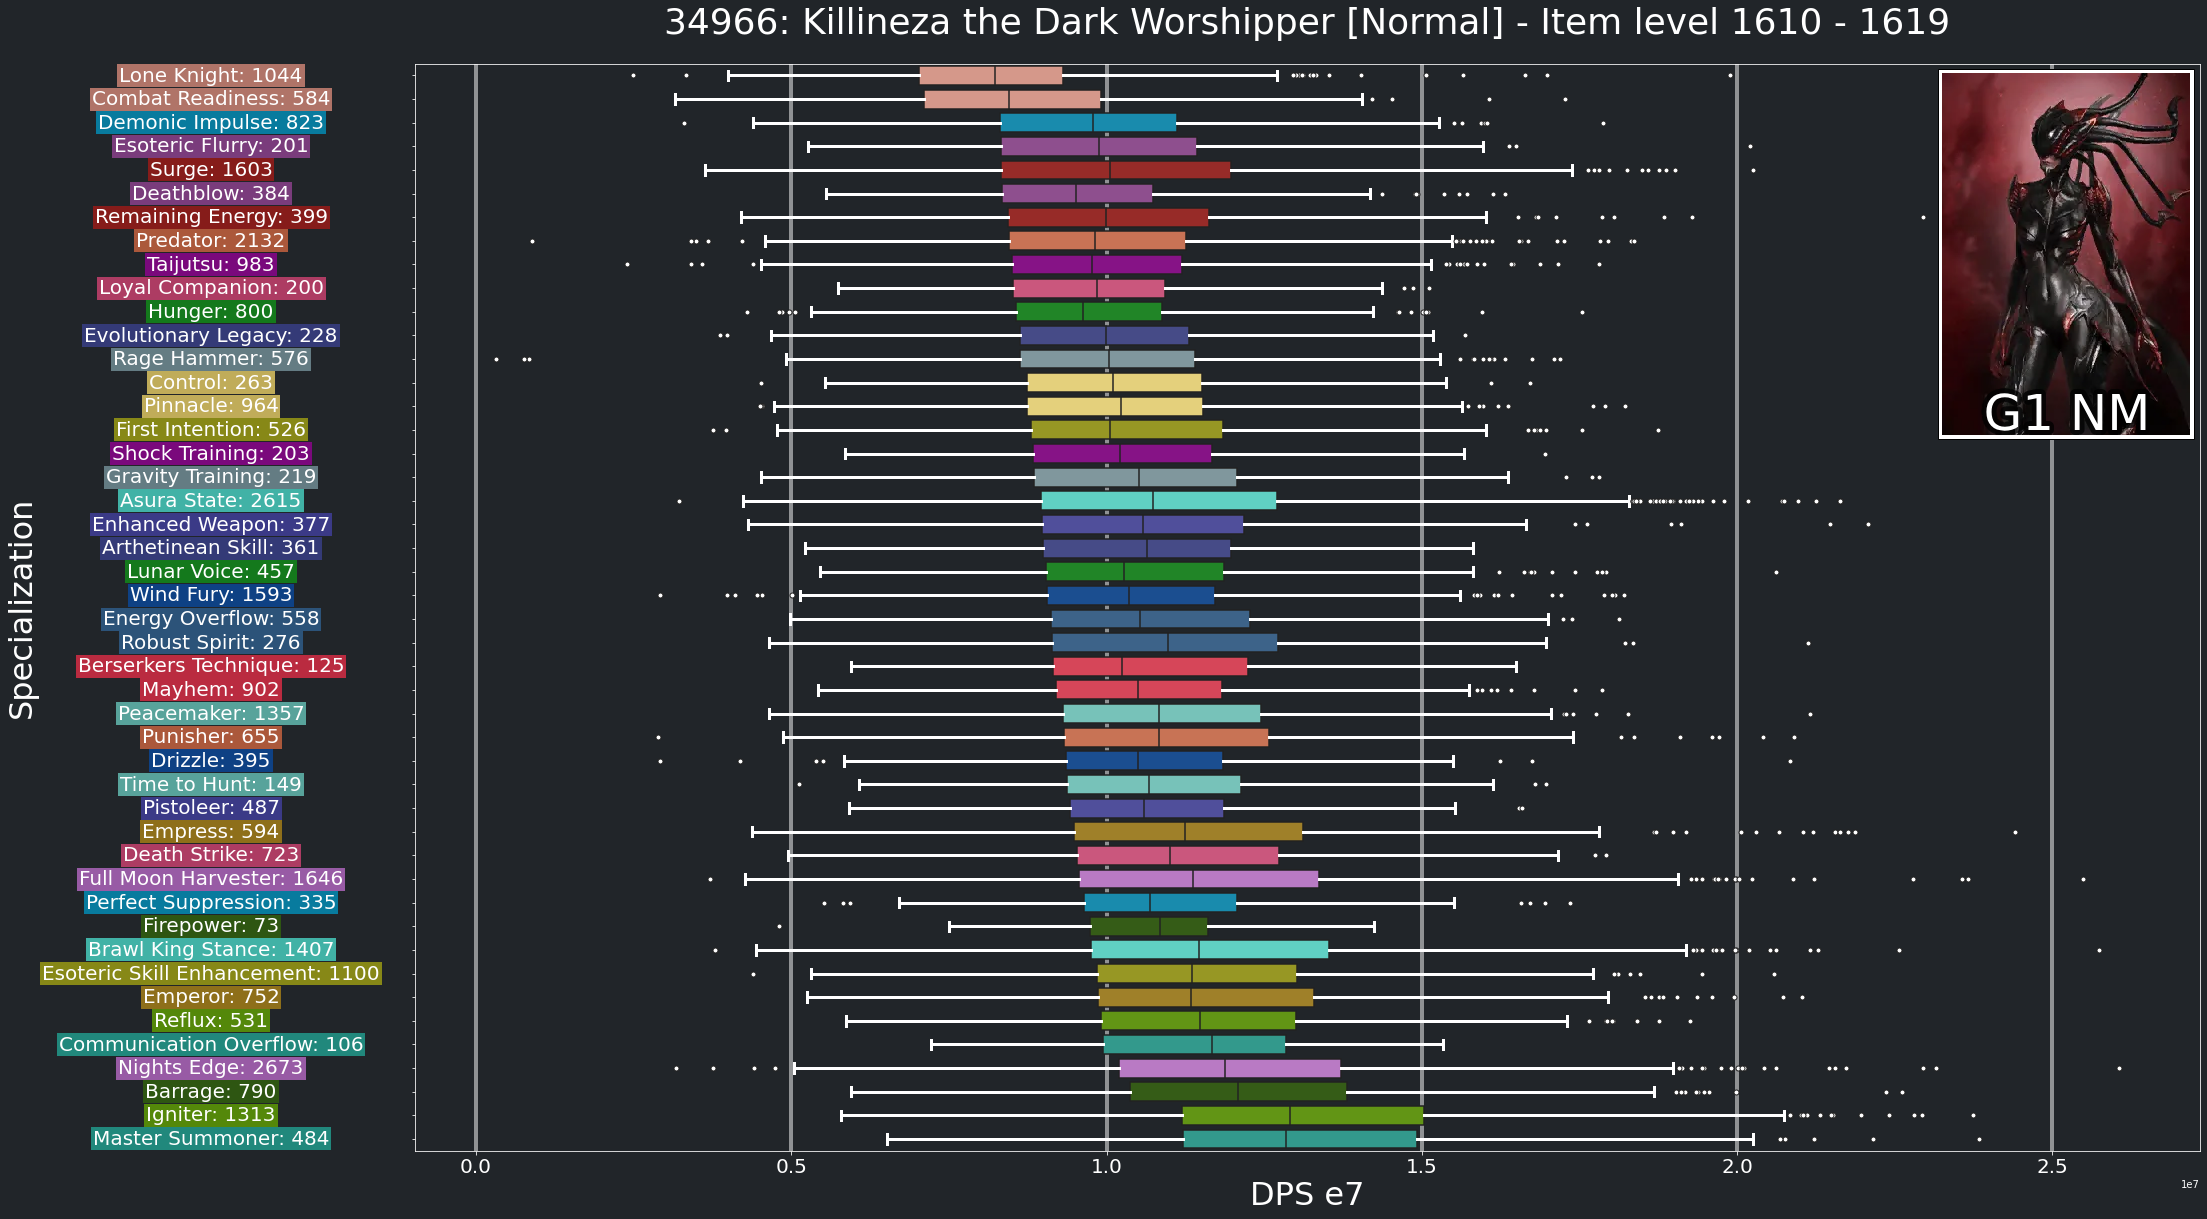 34966: Killineza the Dark Worshipper [Normal] - Item level 1610 - 1619
Lone Knight: 1044
Combat Readiness: 584
Demonic Impulse: 823
Esoteric Flurry: 201
Surge: 1603
Deathblow: 384
Remaining Energy: 399
Predator: 2132
Taijutsu: 983
Loyal Companion: 200
Hunger: 800
Evolutionary Legacy: 228
Rage Hammer: 576
Control: 263
Pinnacle: 964
First Intention: 526
Shock Training: 203
Gravity Training: 219
Asura State: 2615
Enhanced Weapon: 377
Arthetinean Skill: 361
Lunar Voice: 457
Wind Fury: 1593
Energy Overflow: 558
Robust Spirit: 276
Berserkers Technique: 125
Mayhem: 902
Peacemaker: 1357
Punisher: 655
Drizzle: 395
Time to Hunt: 149
Pistoleer: 487
Empress: 594
Death Strike: 723
Full Moon Harvester: 1646
Perfect Suppression: 335
Firepower: 73
Brawl King Stance: 1407
Esoteric Skill Enhancement: 1100
Emperor: 752
Reflux: 531
Communication Overflow: 106
Nights Edge: 2673
Barrage: 790
Igniter: 1313
Master Summoner: 484
Specialization
G1 NM
0.0 0.5 1.0 1.5 2.0 2.5
DPS e7
1e7